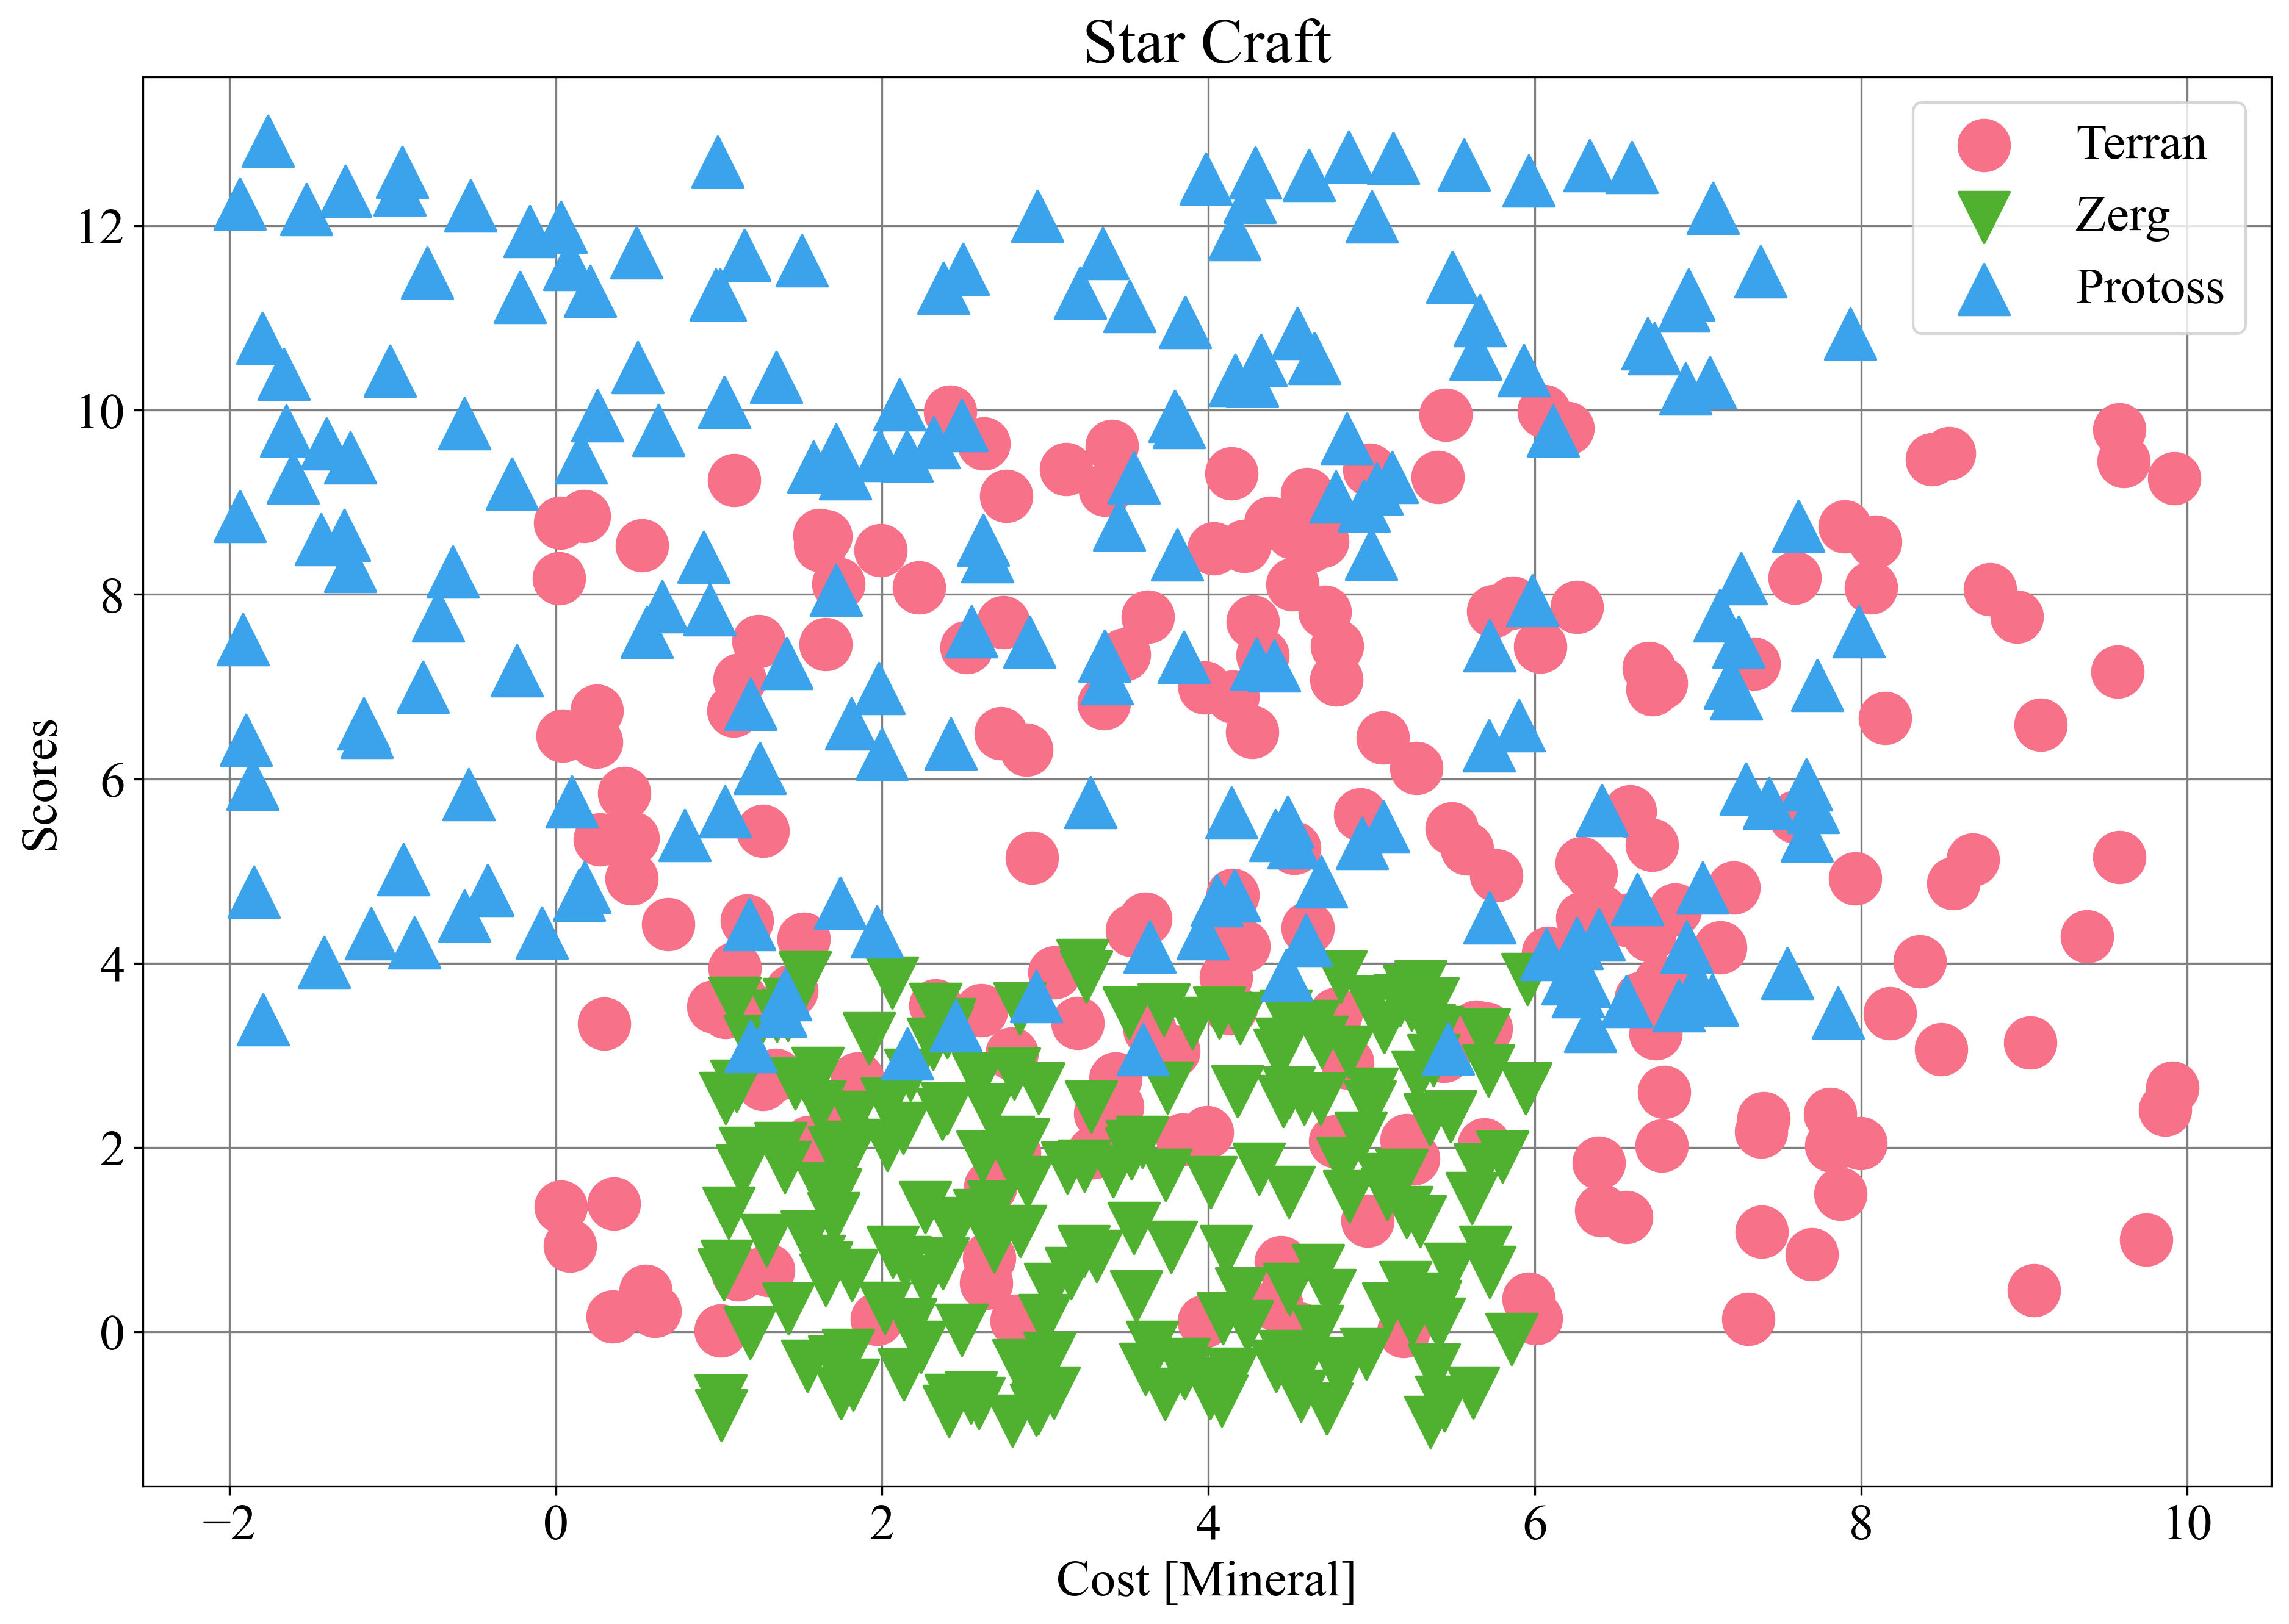 Star Craft
Terran
Zerg
Protoss
Scores
12
10
8
6
4
2
0
−2 0 2 4 6 8 10
Cost [Mineral]